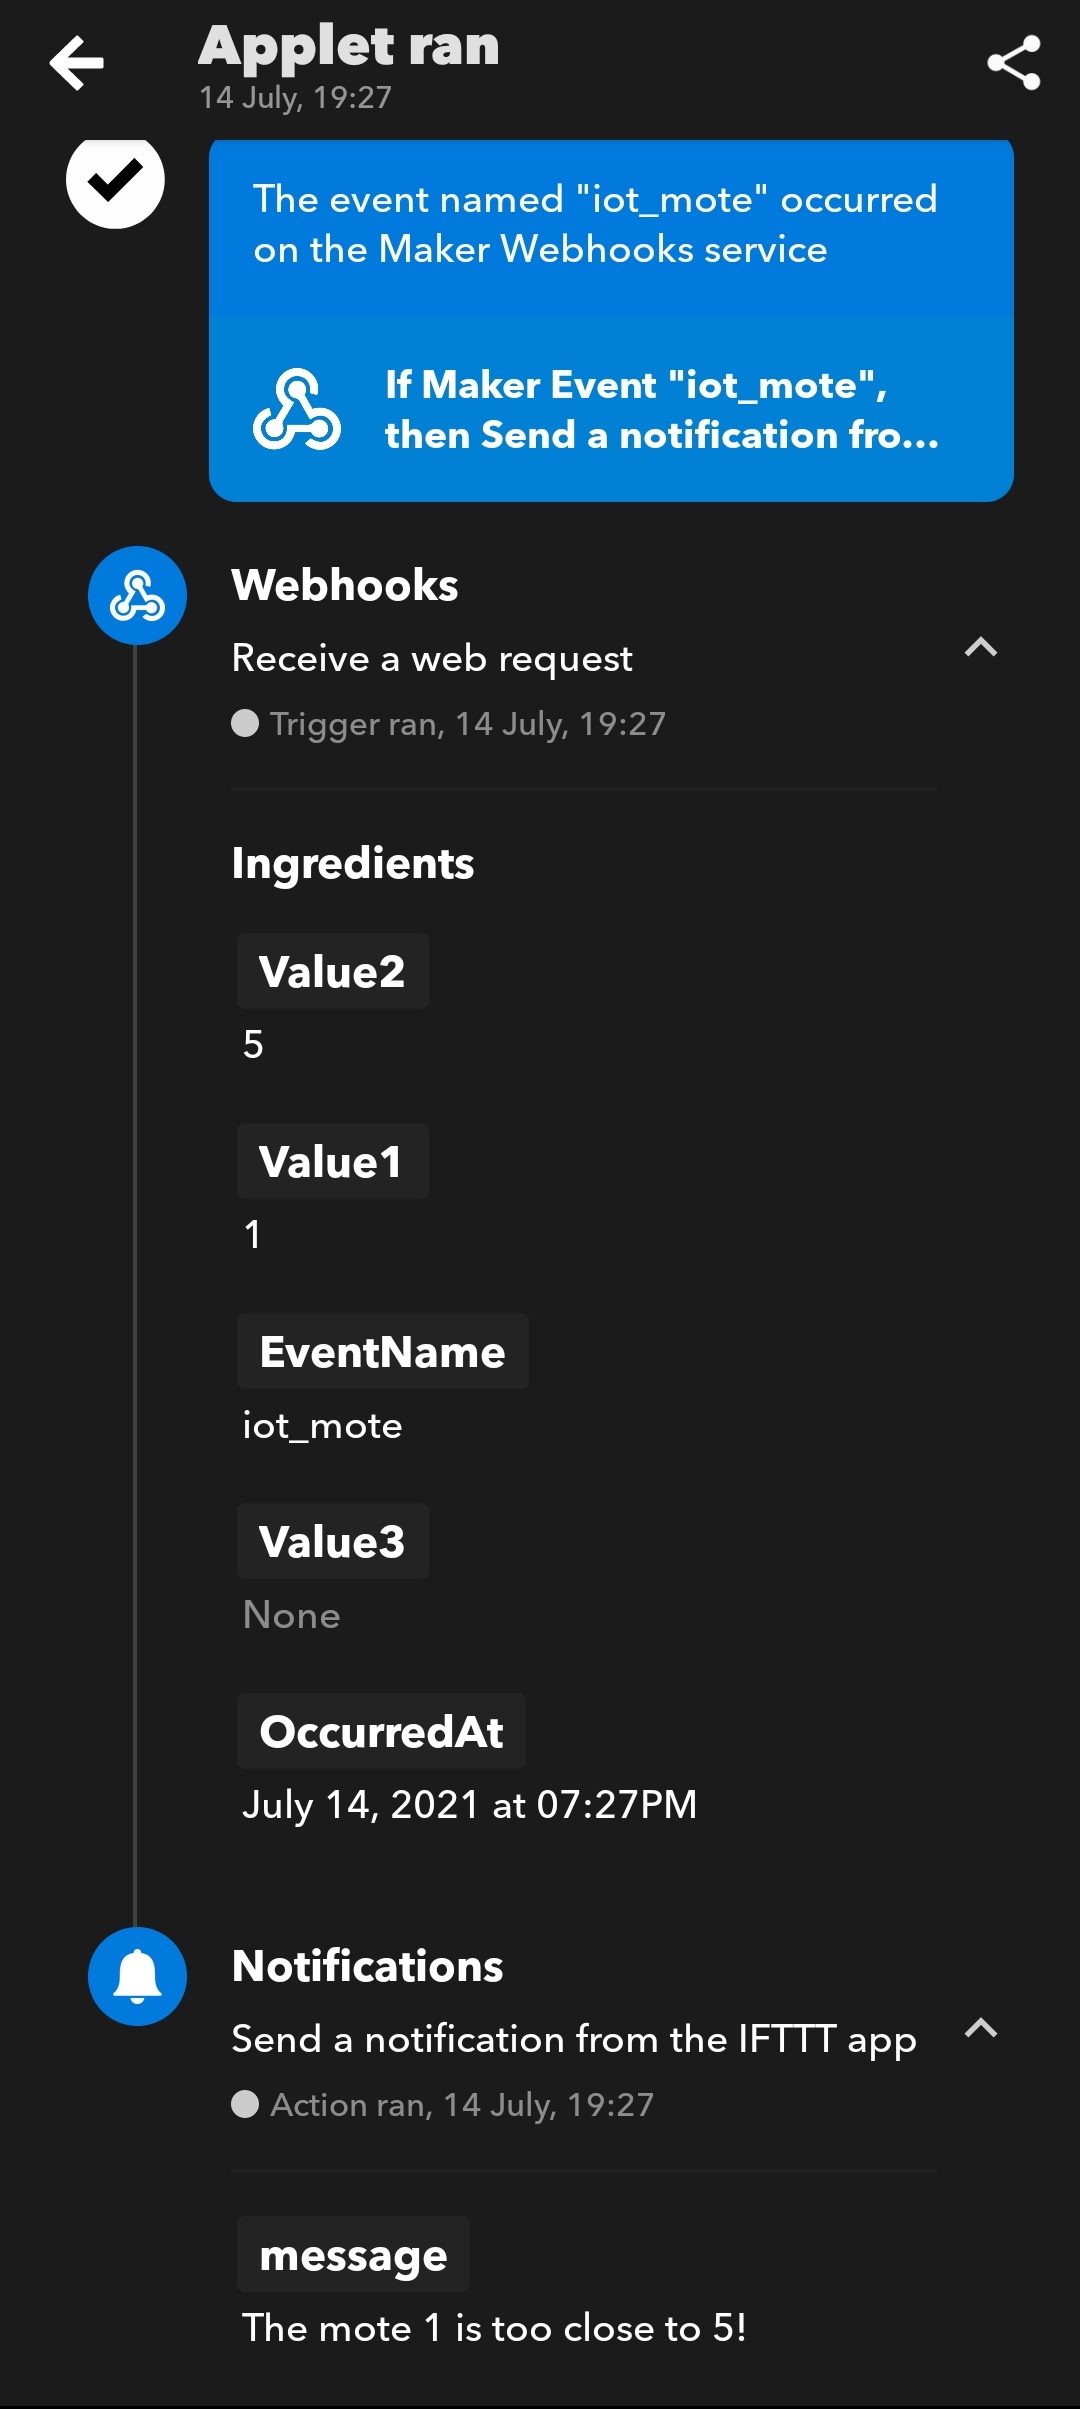 Applet ran
14 July, 19:27
The event named "iot_mote" occurred
on the Maker Webhooks service
If Maker Event "iot_mote",
then Send a notification fro...
Webhooks
Receive a web request
Trigger ran, 14 July, 19:27
Ingredients
Value2
5
Value1
1
EventName
iot_mote
Value3
None
OccurredAt
July 14, 2021 at 07:27PM
Notifications
Send a notification from the IFTTT app
Action ran, 14 July, 19:27
message
The mote 1 is too close to 5!